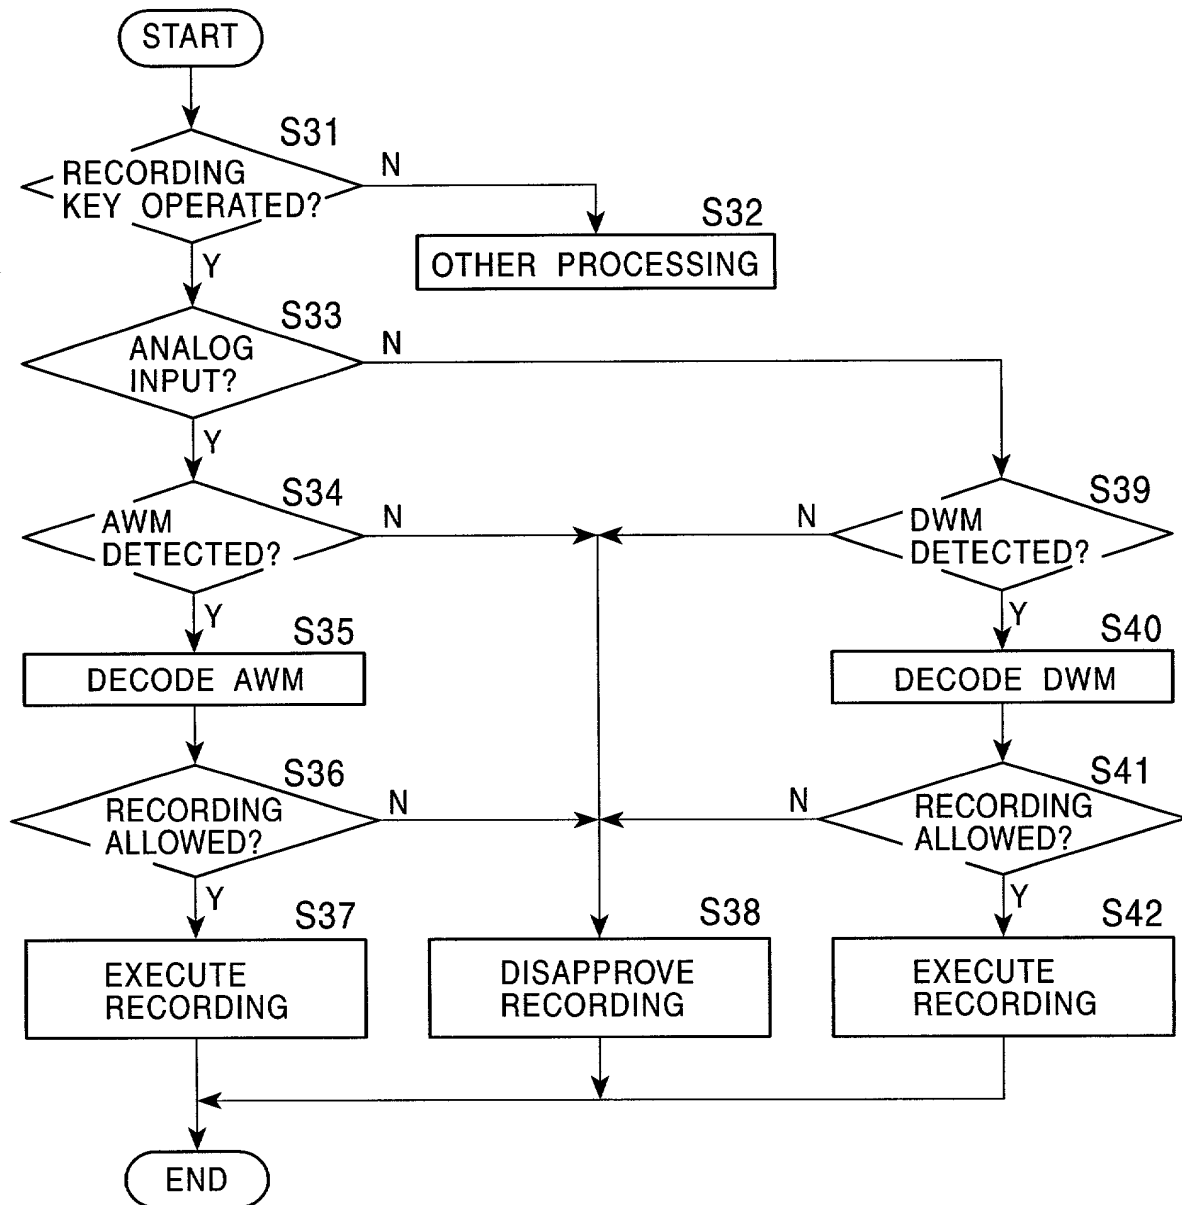 START
S31
RECORDING
KEY OPERATED?
N
S32
OTHER PROCESSING
Y
S33
ANALOG
INPUT?
N
Y
S34
AWM
DETECTED?
N
S39
DWM
DETECTED?
N
Y
Y
S35
DECODE AWM
S40
DECODE DWM
S36
RECORDING
ALLOWED?
N
S41
RECORDING
ALLOWED?
N
Y
Y
S37
EXECUTE
RECORDING
S38
DISAPPROVE
RECORDING
S42
EXECUTE
RECORDING
END